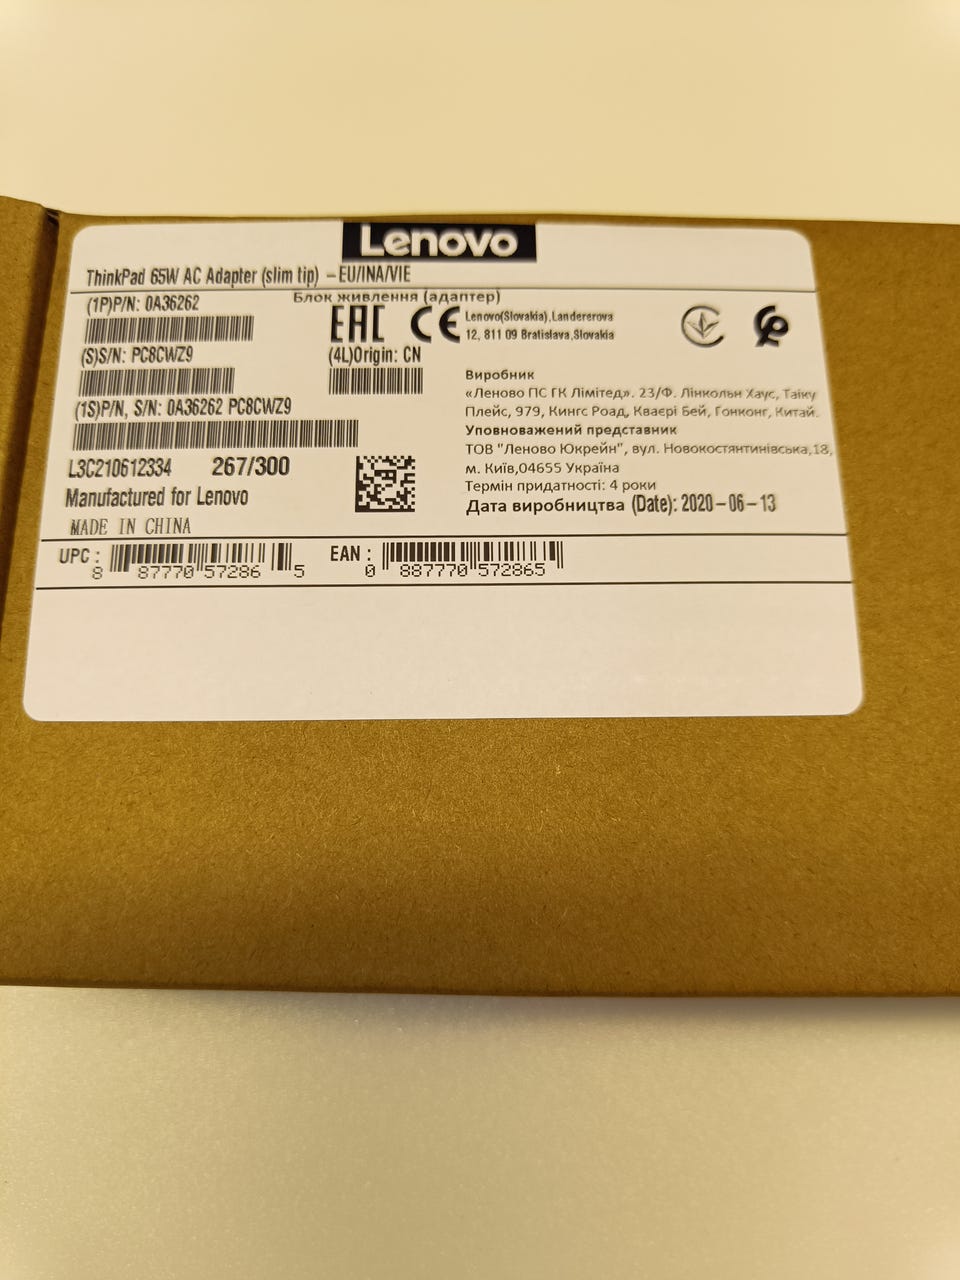 Lenovo
ThinkPad 65W AC Adapter (slim tip) –EU/INA/VIE
(1P)P/N: 0A36262
Блок живлення (адаптер)
EAC CE
Lenovo(Slovakia),Landererova
12, 811 09 Bratislava,Slovakia
(S)S/N: PC8CWZ9
(4L)Origin: CN
(1S)P/N, S/N: 0A36262 PC8CWZ9
Виробник
«Леново ПС ГК Лімітед». 23/Ф. Лінкольн Хаус, Таіку
Плейс, 979, Кингс Роад, Кваєрі Бей, Гонконг, Китай.
Уповноважений представник
ТОВ "Леново Юкрейн", вул. Новокостянтинівська,18,
м. Київ,04655 Україна
Термін придатності: 4 роки
Дата виробництва (Date): 2020-06-13
L3C210612334 267/300
Manufactured for Lenovo
MADE IN CHINA
UPC : 8 87770 57286 5
EAN : 0 887770 572865